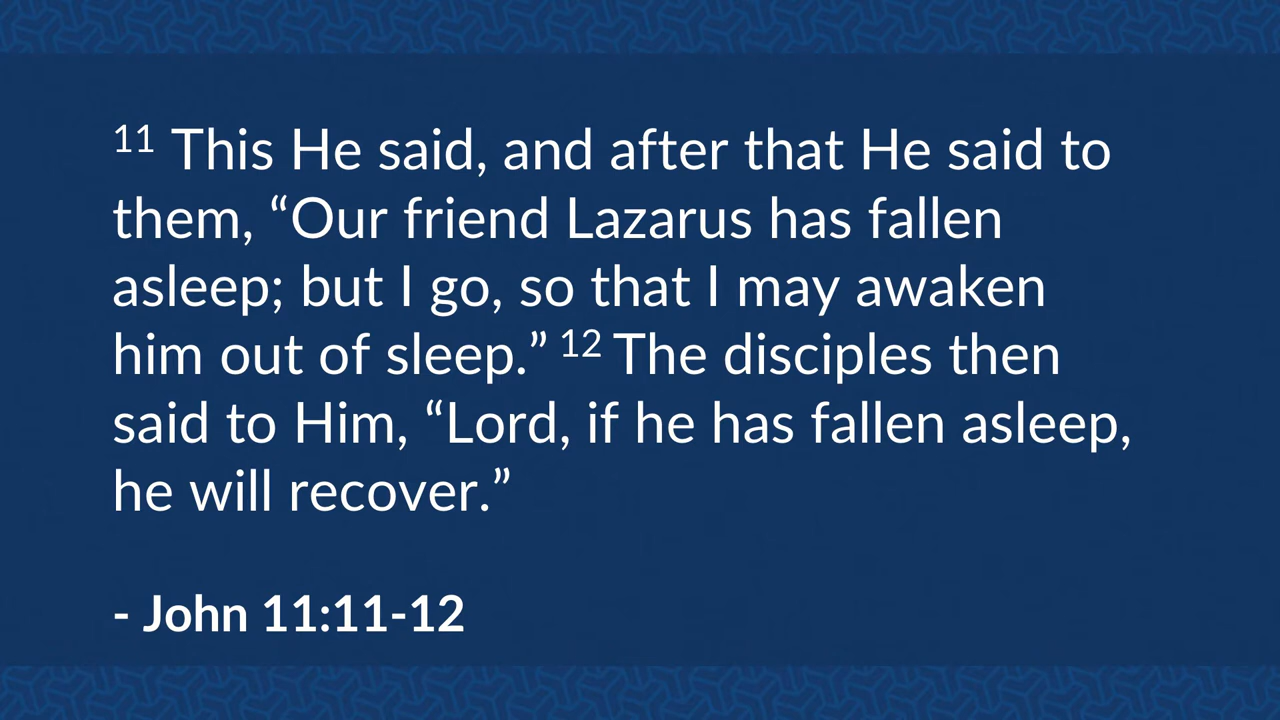 11 This He said, and after that He said to
them, “Our friend Lazarus has fallen
asleep; but I go, so that I may awaken
him out of sleep.” 12 The disciples then
said to Him, “Lord, if he has fallen asleep,
he will recover.”
- John 11:11-12